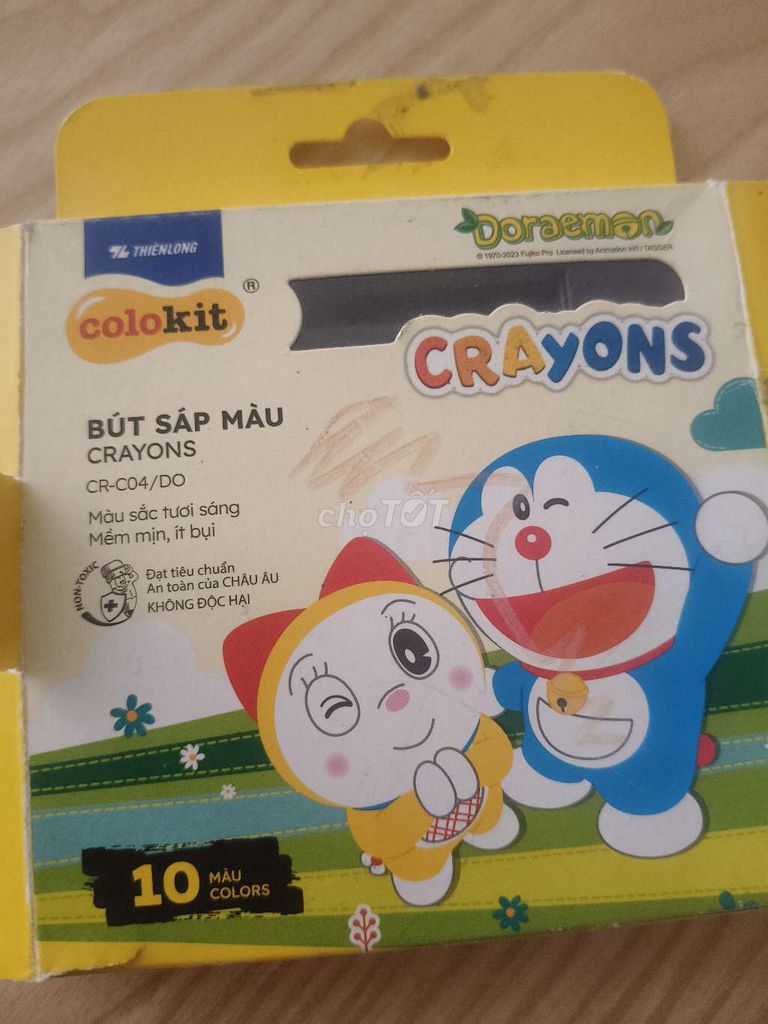 THIÊN LONG
colokit ®
Doraemon
© 1970-2023 Fujiko Pro Licensed by Animation Int'l / TAGGER
CRAYONS
BÚT SÁP MÀU
CRAYONS
CR-C04/DO
Màu sắc tươi sáng
Mềm mịn, ít bụi
NON-TOXIC
Đạt tiêu chuẩn
An toàn của CHÂU ÂU
KHÔNG ĐỘC HẠI
choTỐT
10 MÀU
COLORS